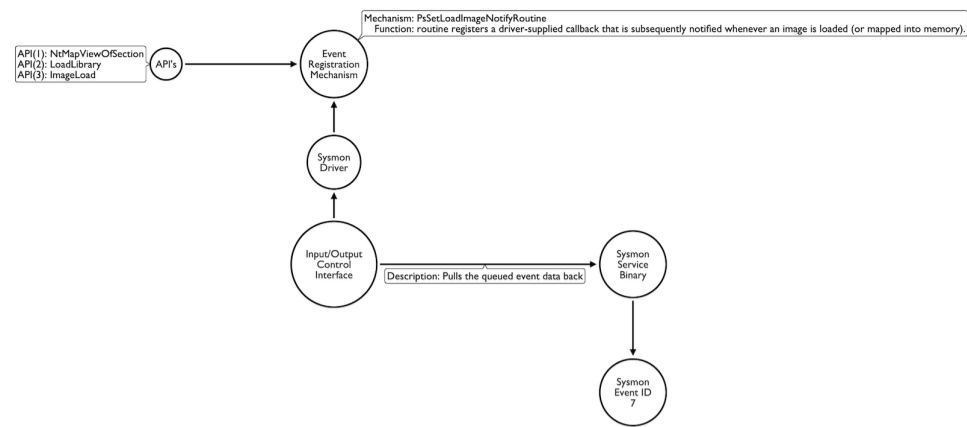 Mechanism: PsSetLoadImageNotifyRoutine
Function: routine registers a driver-supplied callback that is subsequently notified whenever an image is loaded (or mapped into memory).
API(1): NtMapViewOfSection
API(2): LoadLibrary
API(3): ImageLoad
API's
Event
Registration
Mechanism
Sysmon
Driver
Input/Output
Control
Interface
Description: Pulls the queued event data back
Sysmon
Service
Binary
Sysmon
Event ID
7